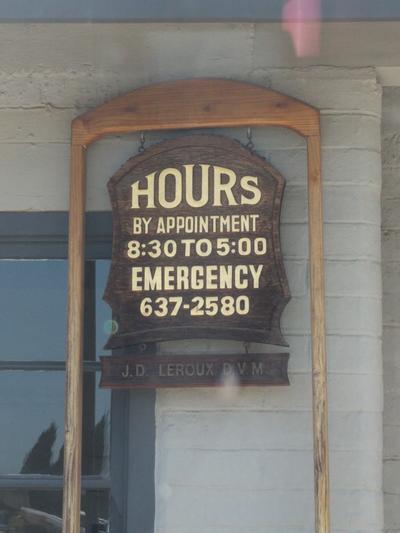 HOURS
BY APPOINTMENT
8:30 TO 5:00
EMERGENCY
637-2580
J.D. LEROUX D.V.M.